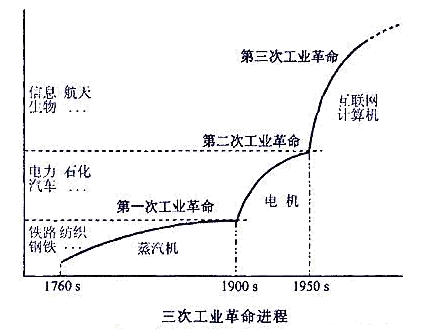 第三次工业革命
信息 航天
生物 …
互联网
计算机
第二次工业革命
电力 石化
汽车 …
第一次工业革命
电 机
铁路 纺织
钢铁 …
蒸汽机
1760 s
1900 s
1950 s
三次工业革命进程